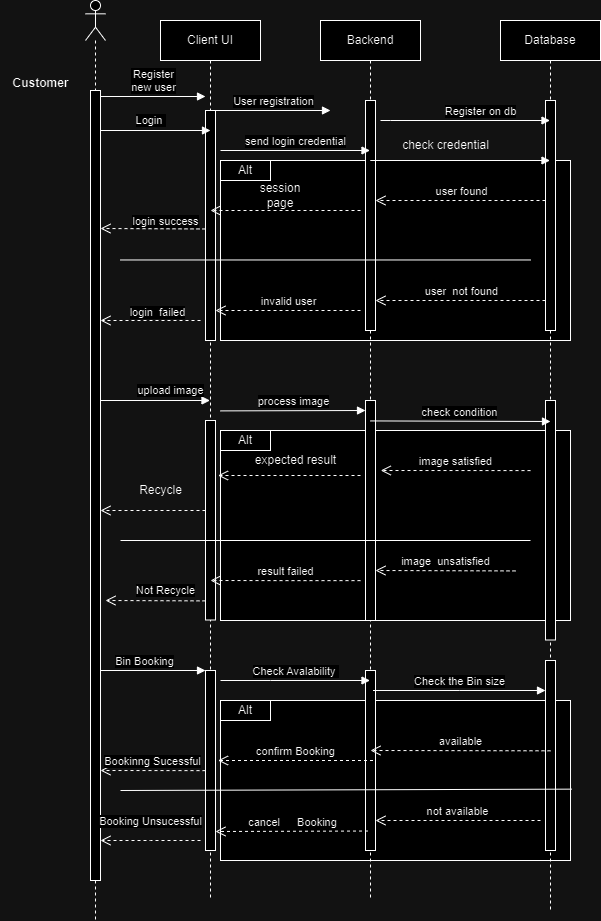 Client UI
Backend
Database
Customer
Register
new user
User registration
Register on db
Login
send login credential
check credential
Alt
session
page
user found
login success
user  not found
invalid user
login  failed
upload image
process image
check condition
Alt
expected result
image satisfied
Recycle
image  unsatisfied
result failed
Not Recycle
Bin Booking
Check Avalability
Check the Bin size
Alt
available
confirm Booking
Bookinng Sucessful
not available
cancel     Booking
Booking Unsucessful